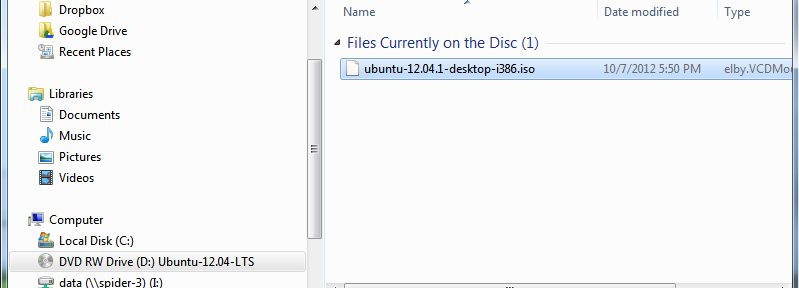 Dropbox
Google Drive
Recent Places
Libraries
Documents
Music
Pictures
Videos
Computer
Local Disk (C:)
DVD RW Drive (D:) Ubuntu-12.04-LTS
data (\\spider-3) (I:)
Name Date modified Type
Files Currently on the Disc (1)
ubuntu-12.04.1-desktop-i386.iso 10/7/2012 5:50 PM elby.VCDMou